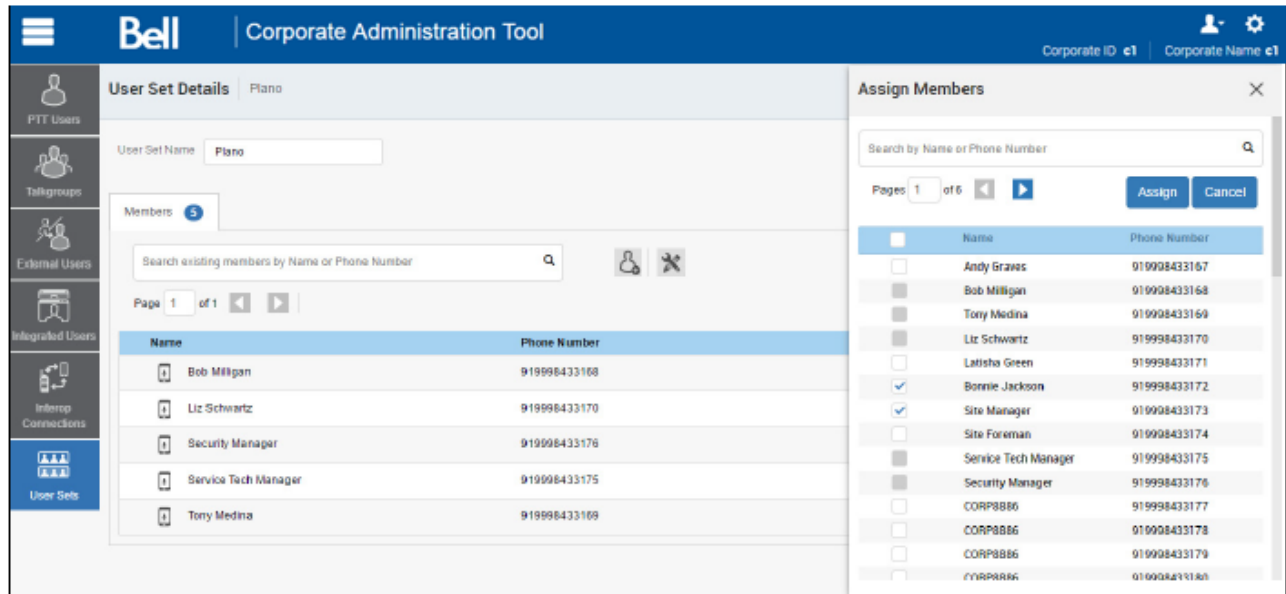 Bell Corporate Administration Tool
Corporate ID c1 Corporate Name c1
PTT Users
Talkgroups
External Users
Integrated Users
Interop
Connections
User Sets
User Set Details Plano
User Set Name Plano
Members 5
Search existing members by Name or Phone Number
Page 1 of 1
Name Phone Number
Bob Milligan 919998433168
Liz Schwartz 919998433170
Security Manager 919998433176
Service Tech Manager 919998433175
Tony Medina 919998433169
Assign Members
Search by Name or Phone Number
Pages 1 of 6 Assign Cancel
Name Phone Number
Andy Graves 919998433167
Bob Milligan 919998433168
Tony Medina 919998433169
Liz Schwartz 919998433170
Latisha Green 919998433171
Bonnie Jackson 919998433172
Site Manager 919998433173
Site Foreman 919998433174
Service Tech Manager 919998433175
Security Manager 919998433176
CORP8886 919998433177
CORP8886 919998433178
CORP8886 919998433179
CORP8886 919998433180